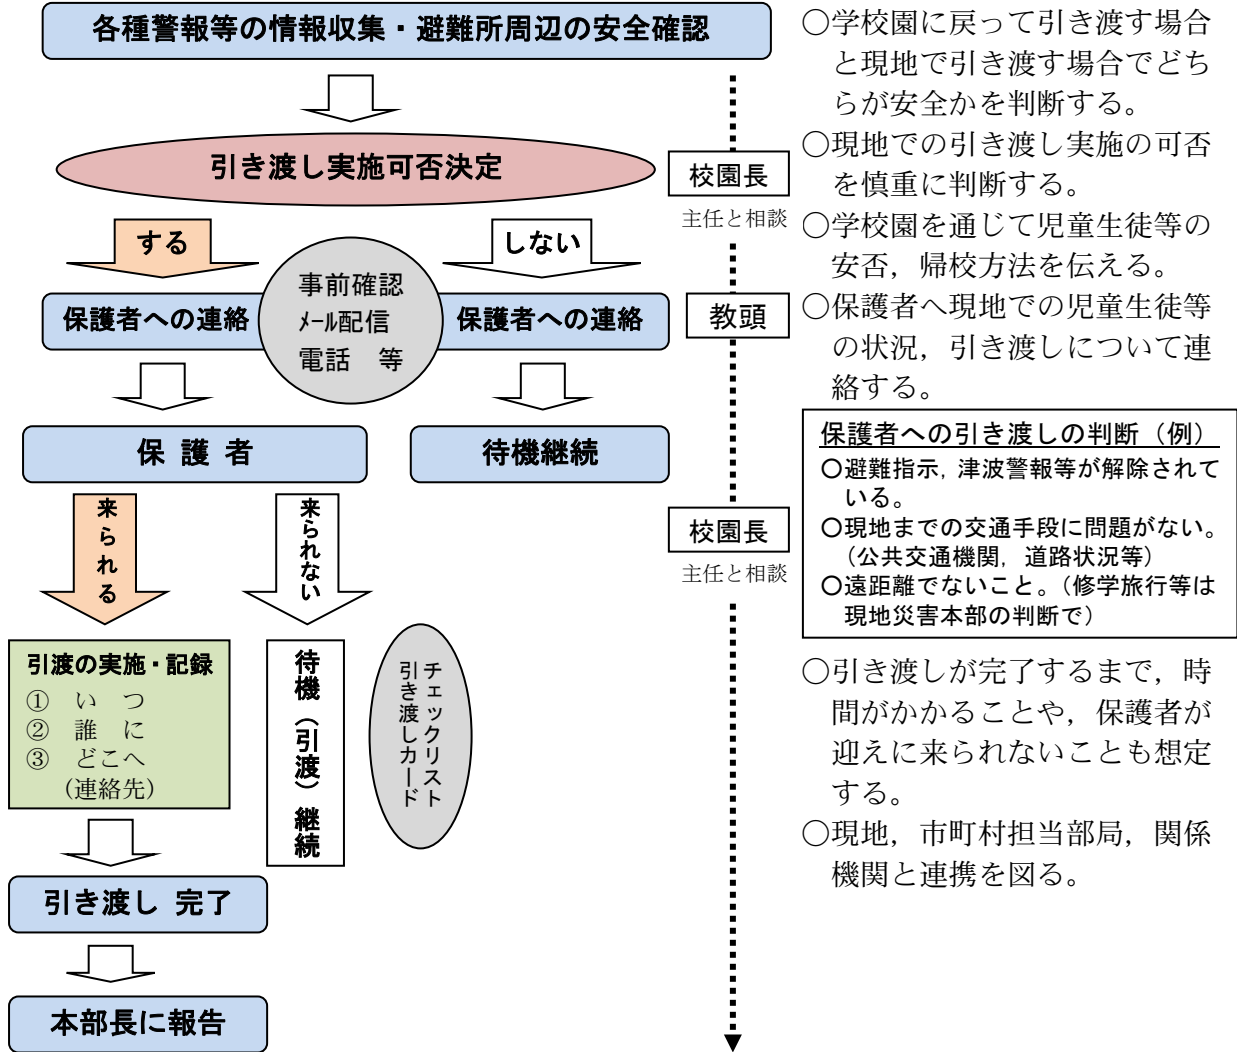 各種警報等の情報収集・避難所周辺の安全確認
引き渡し実施可否決定
校園長
主任と相談
する
しない
事前確認
ﾒｰﾙ配信
電話　等
保護者への連絡
保護者への連絡
教頭
保 護 者
待機継続
来られる
来られない
校園長
主任と相談
引渡の実施・記録
①　い　つ
②　誰　に
③　どこへ
（連絡先）
待機（引渡）継続
チェックリスト
引き渡しカード
引き渡し 完了
本部長に報告
○学校園に戻って引き渡す場合
と現地で引き渡す場合でどち
らが安全かを判断する。
○現地での引き渡し実施の可否
を慎重に判断する。
○学校園を通じて児童生徒等の
安否，帰校方法を伝える。
○保護者へ現地での児童生徒等
の状況，引き渡しについて連
絡する。
保護者への引き渡しの判断（例）
○避難指示，津波警報等が解除されて
いる。
○現地までの交通手段に問題がない。
（公共交通機関，道路状況等）
○遠距離でないこと。（修学旅行等は
現地災害本部の判断で）
○引き渡しが完了するまで，時
間がかかることや，保護者が
迎えに来られないことも想定
する。
○現地，市町村担当部局，関係
機関と連携を図る。